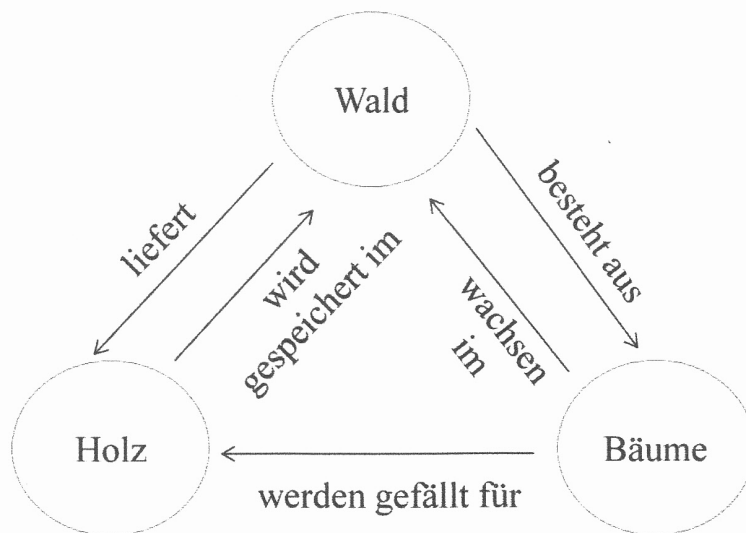 Wald
liefert
wird
gespeichert im
wachsen
im
besteht aus
Holz
Bäume
werden gefällt für